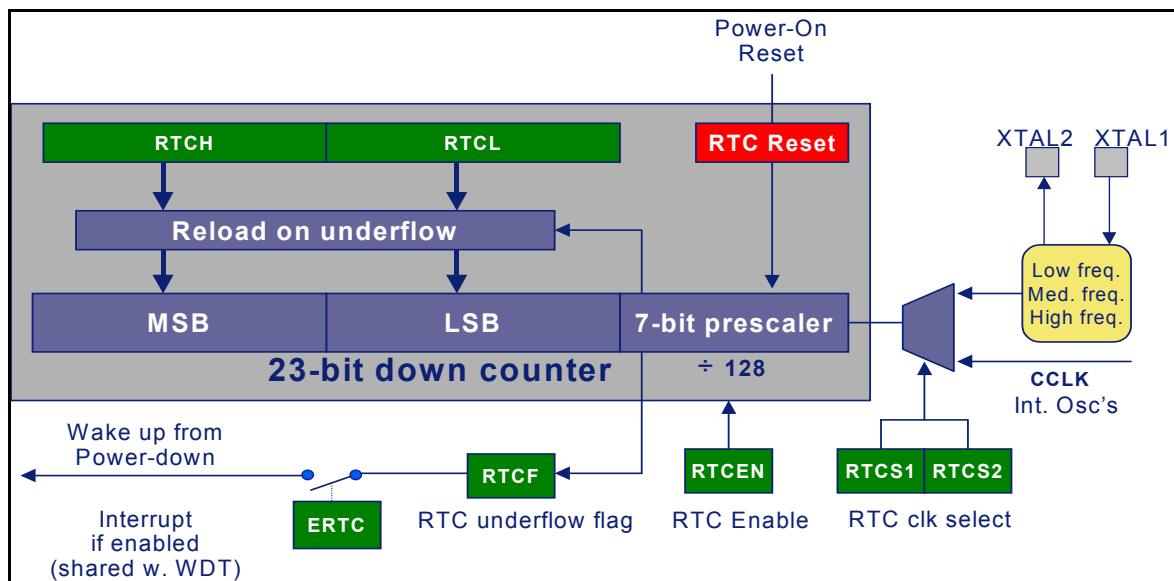 Power-On
Reset
RTCH
RTCL
RTC Reset
XTAL2
XTAL1
Reload on underflow
Low freq.
Med. freq.
High freq.
MSB
LSB
7-bit prescaler
23-bit down counter
÷ 128
CCLK
Int. Osc's
Wake up from
Power-down
RTCF
RTCEN
RTCS1
RTCS2
ERTC
RTC underflow flag
RTC Enable
RTC clk select
Interrupt
if enabled
(shared w. WDT)